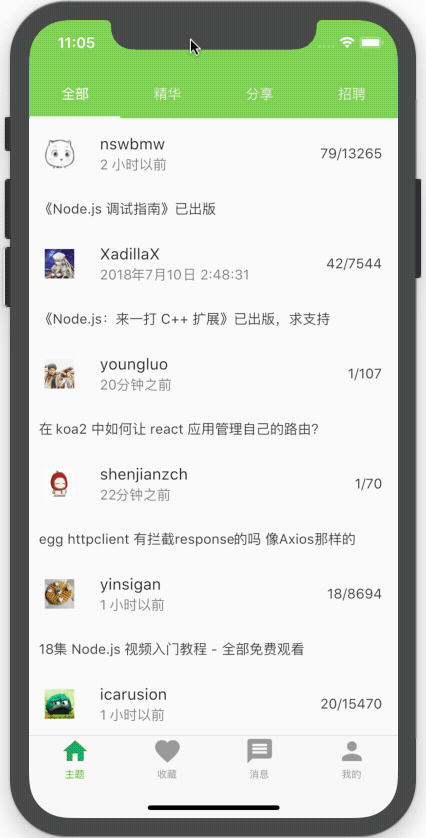 11:05
全部 精华 分享 招聘
nswbmw
2 小时以前
79/13265
《Node.js 调试指南》已出版
XadillaX
2018年7月10日 2:48:31
42/7544
《Node.js：来一打 C++ 扩展》已出版，求支持
youngluo
20分钟之前
1/107
在 koa2 中如何让 react 应用管理自己的路由?
shenjianzch
22分钟之前
1/70
egg httpclient 有拦截response的吗 像Axios那样的
yinsigan
1 小时以前
18/8694
18集 Node.js 视频入门教程 - 全部免费观看
icarusion
1 小时以前
20/15470
主题 收藏 消息 我的